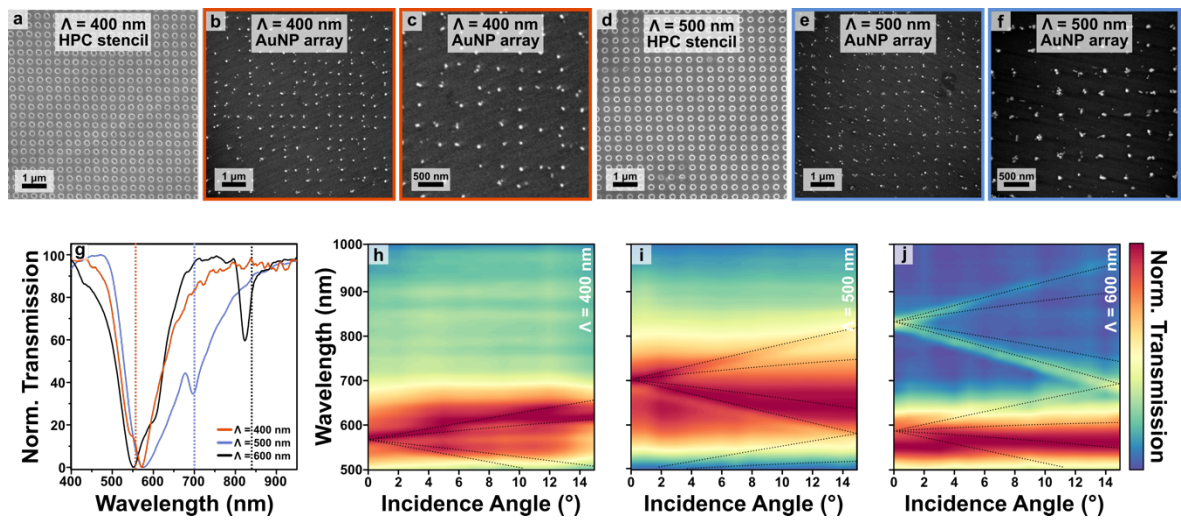 a
Λ = 400 nm
HPC stencil
1 µm
b
Λ = 400 nm
AuNP array
1 µm
c
Λ = 400 nm
AuNP array
500 nm
d
Λ = 500 nm
HPC stencil
1 µm
e
Λ = 500 nm
AuNP array
1 µm
f
Λ = 500 nm
AuNP array
500 nm
g
Norm. Transmission
100
80
60
40
20
0
400 500 600 700 800 900
Wavelength (nm)
Λ = 400 nm
Λ = 500 nm
Λ = 600 nm
h
Wavelength (nm)
1000
900
800
700
600
500
0 2 4 6 8 10 12 14
Incidence Angle (°)
Λ = 400 nm
i
0 2 4 6 8 10 12 14
Incidence Angle (°)
Λ = 500 nm
j
0 2 4 6 8 10 12 14
Incidence Angle (°)
Λ = 600 nm
Norm. Transmission